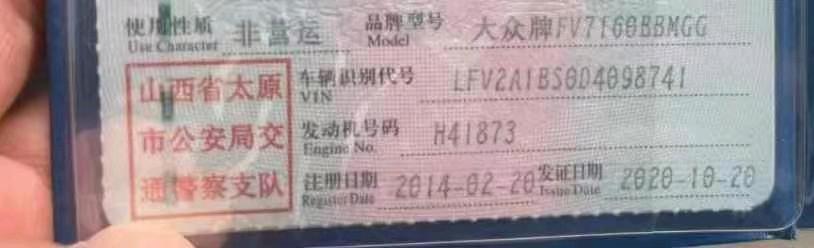 使用性质 非营运 品牌型号 大众牌FV7160BBMGG
Use Character Model
山西省太原 车辆识别代号 LFV2A1BS0D4098741
VIN
市公安局交 发动机号码 H41873
Engine No.
通警察支队 注册日期 2014-02-20 发证日期 2020-10-20
Register Date Issue Date